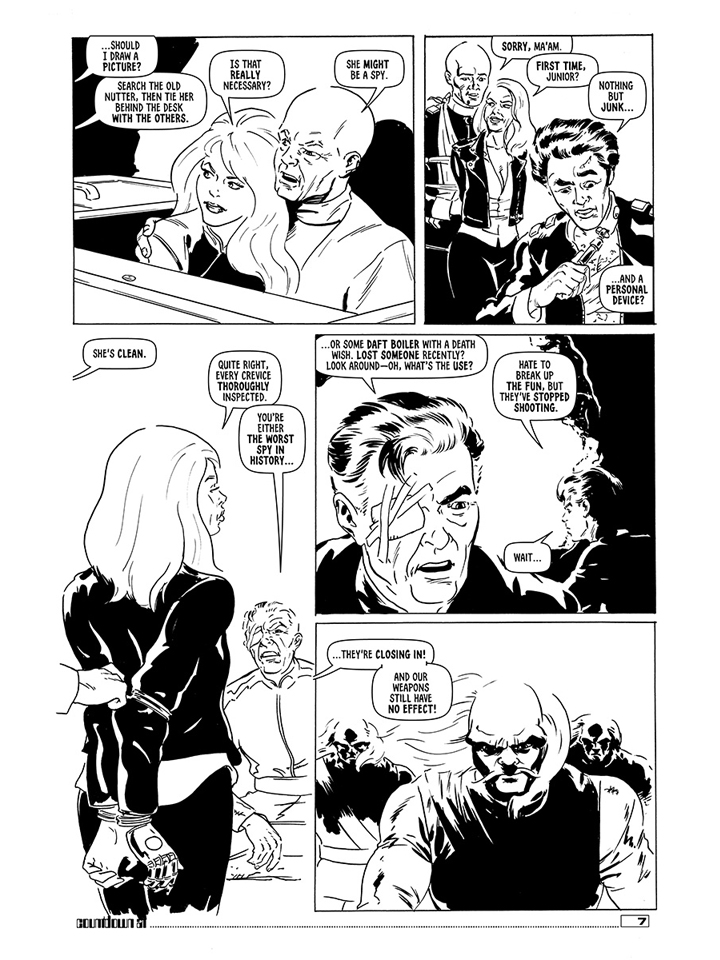 ...SHOULD
I DRAW A
PICTURE?
SEARCH THE OLD
NUTTER, THEN TIE HER
BEHIND THE DESK
WITH THE OTHERS.
IS THAT
REALLY
NECESSARY?
SHE MIGHT
BE A SPY.
SORRY, MA'AM.
FIRST TIME,
JUNIOR?
NOTHING
BUT
JUNK...
...AND A
PERSONAL
DEVICE?
SHE'S CLEAN.
QUITE RIGHT,
EVERY CREVICE
THOROUGHLY
INSPECTED.
YOU'RE
EITHER
THE WORST
SPY IN
HISTORY...
...OR SOME DAFT BOILER WITH A DEATH
WISH. LOST SOMEONE RECENTLY?
LOOK AROUND—OH, WHAT'S THE USE?
HATE TO
BREAK UP
THE FUN, BUT
THEY'VE STOPPED
SHOOTING.
WAIT...
...THEY'RE CLOSING IN!
AND OUR
WEAPONS
STILL HAVE
NO EFFECT!
7